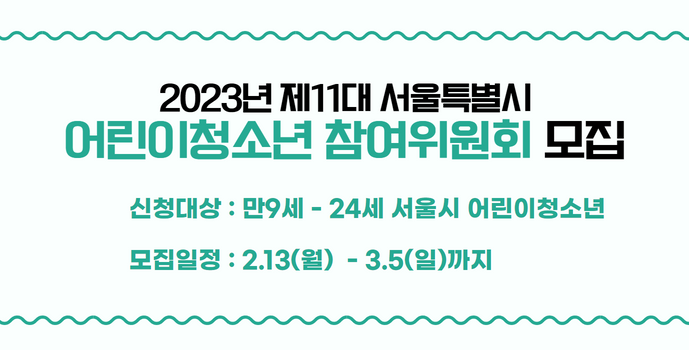 2023년 제11대 서울특별시
어린이청소년 참여위원회 모집
신청대상 : 만9세 - 24세 서울시 어린이청소년
모집일정 : 2.13(월) - 3.5(일)까지